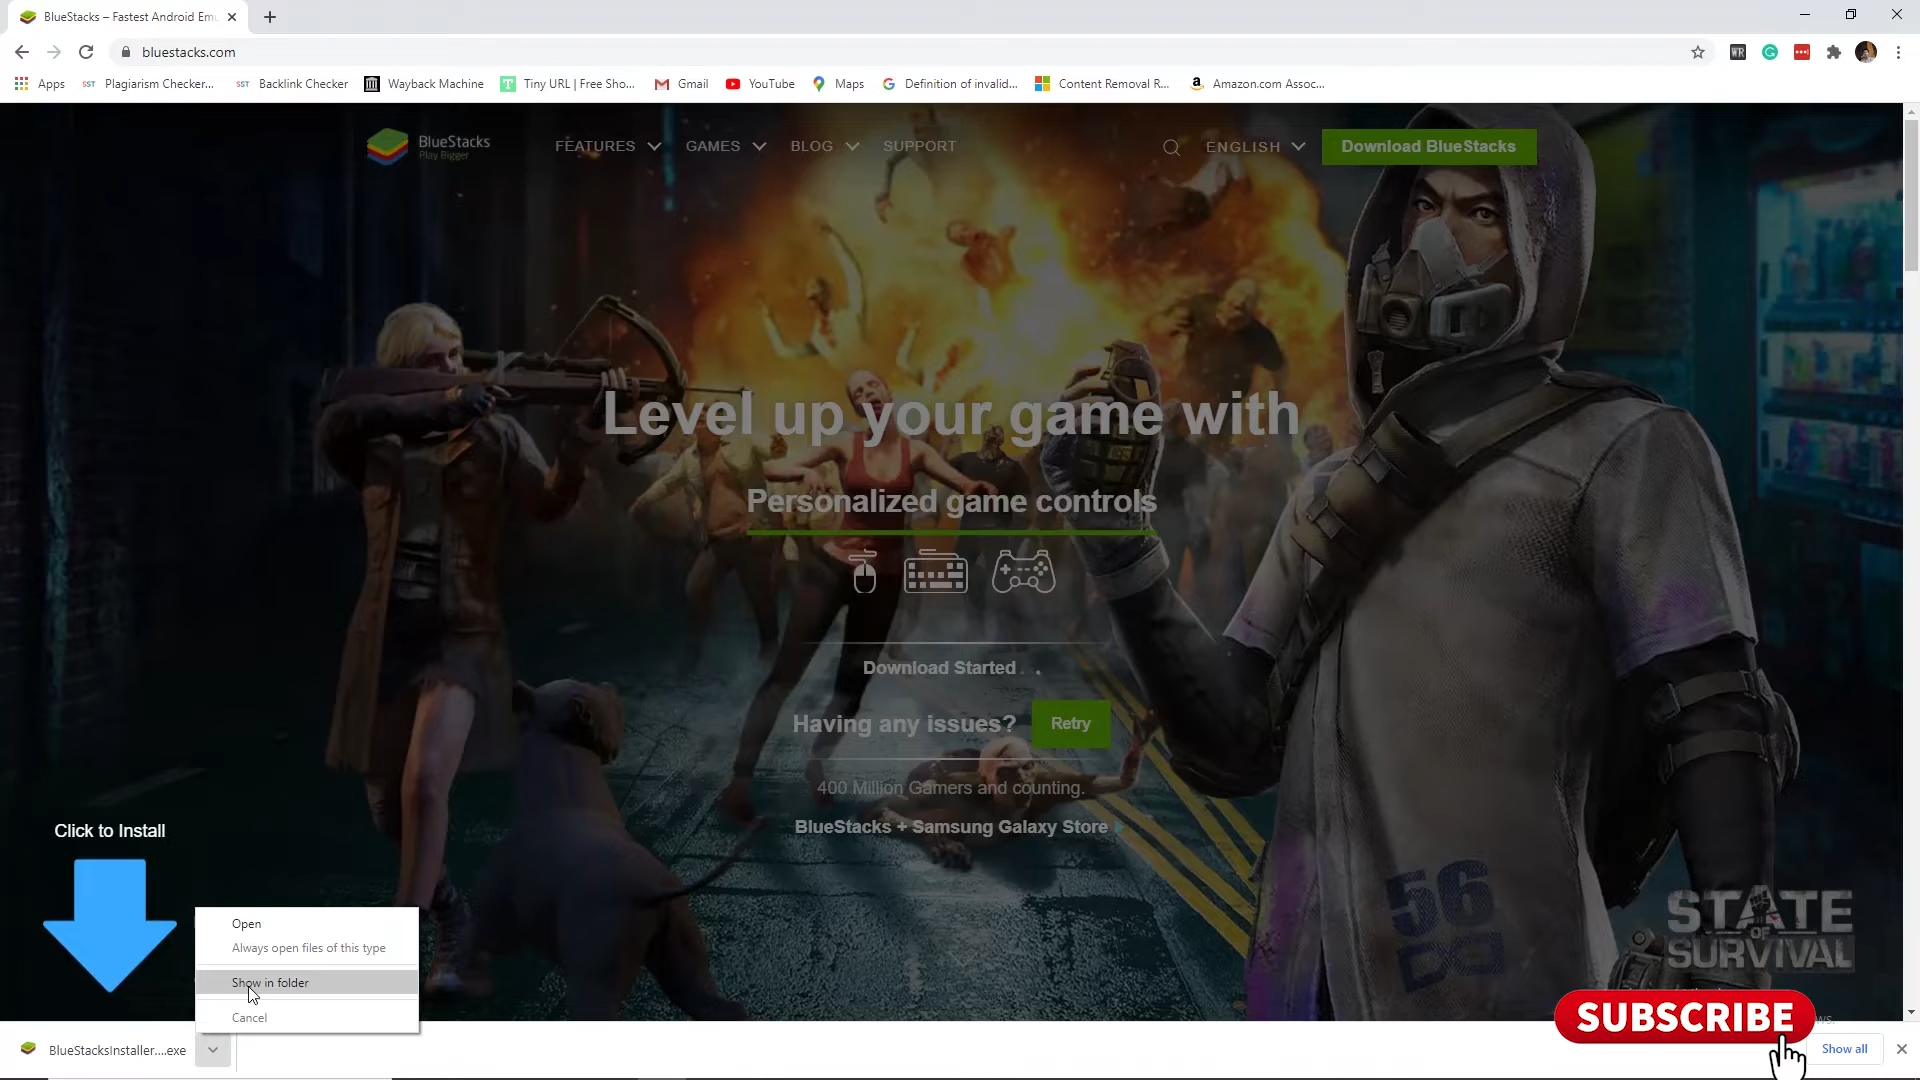 BlueStacks – Fastest Android Emu
bluestacks.com
Apps
Plagiarism Checker...
Backlink Checker
Wayback Machine
Tiny URL | Free Sho...
Gmail
YouTube
Maps
Definition of invalid...
Content Removal R...
Amazon.com Assoc...
BlueStacks
Play Bigger
FEATURES
GAMES
BLOG
SUPPORT
ENGLISH
Download BlueStacks
Level up your game with
Personalized game controls
Download Started . .
Having any issues?
Retry
400 Million Gamers and counting.
BlueStacks + Samsung Galaxy Store
Click to Install
Open
Always open files of this type
Show in folder
Cancel
56
STATE
OF
SURVIVAL
SUBSCRIBE
ws.
BlueStacksInstaller....exe
Show all